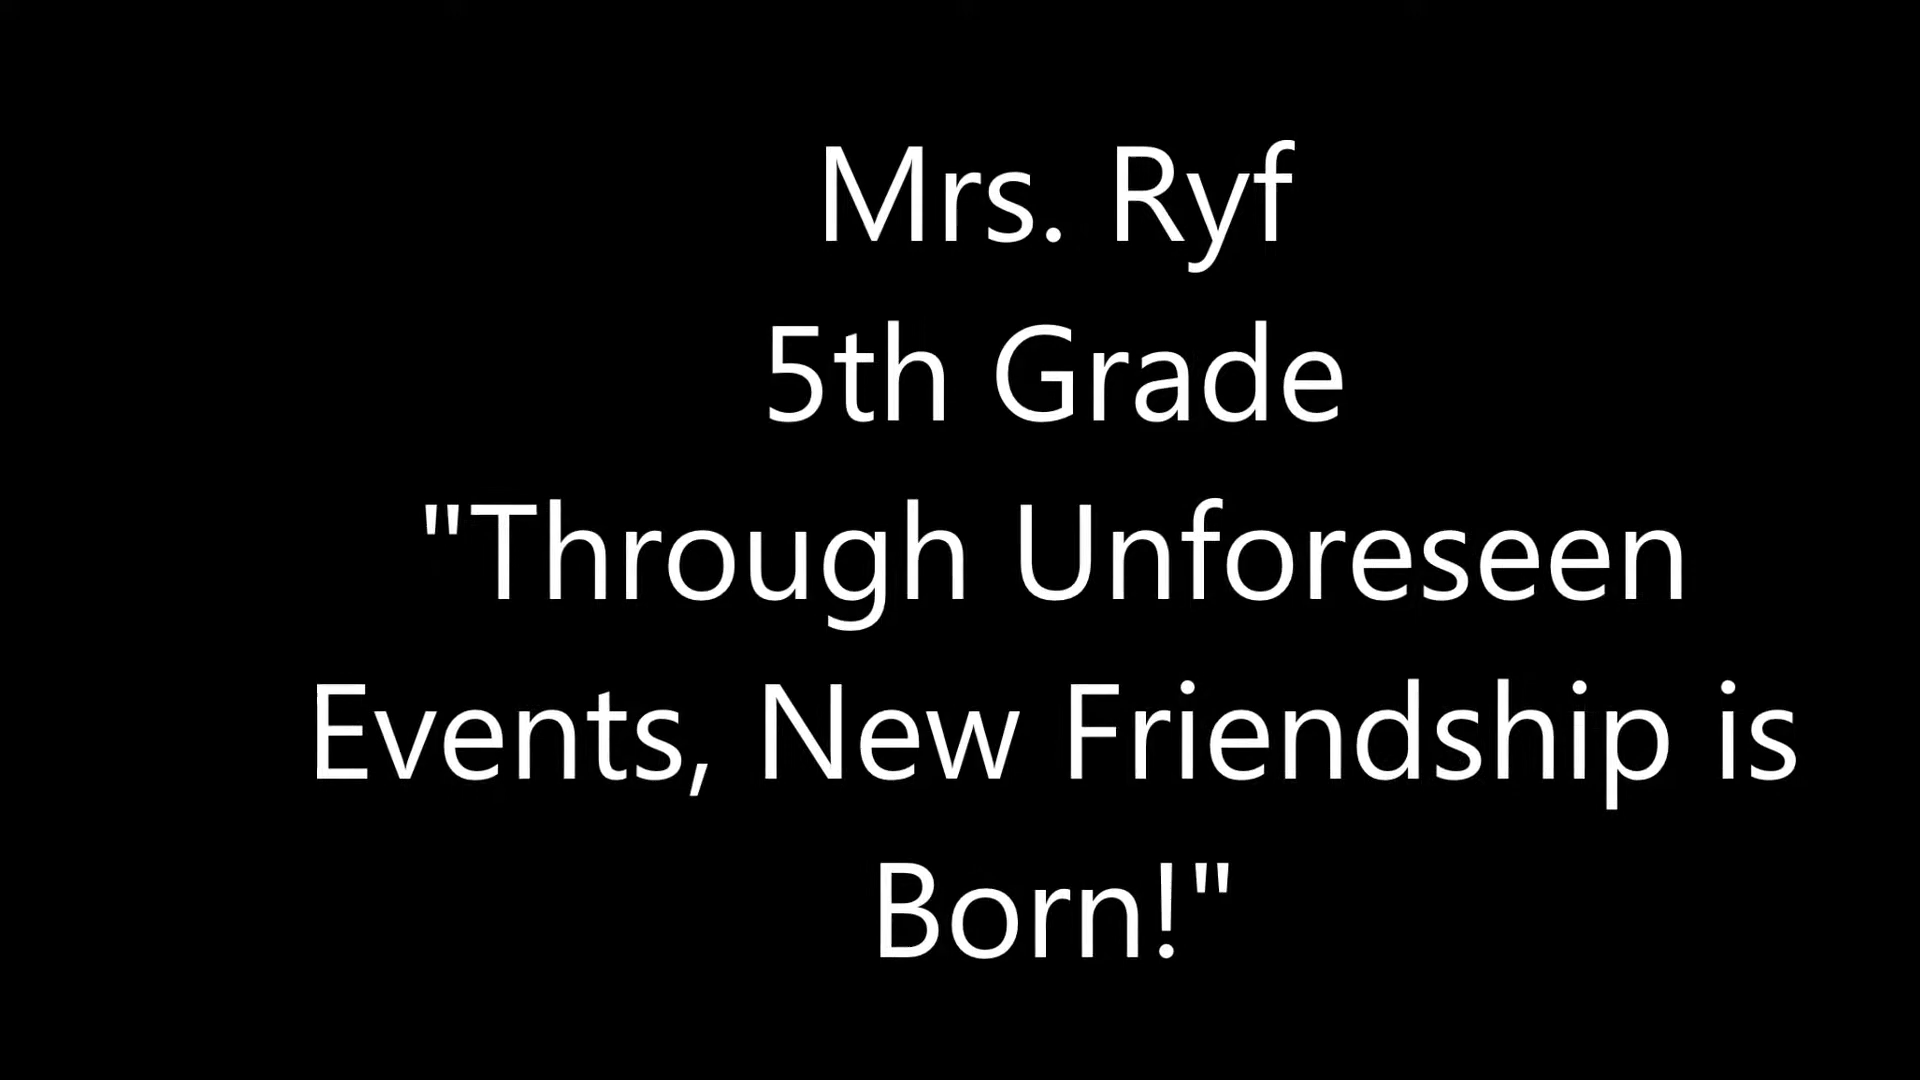 Mrs. Ryf
5th Grade
"Through Unforeseen
Events, New Friendship is
Born!"